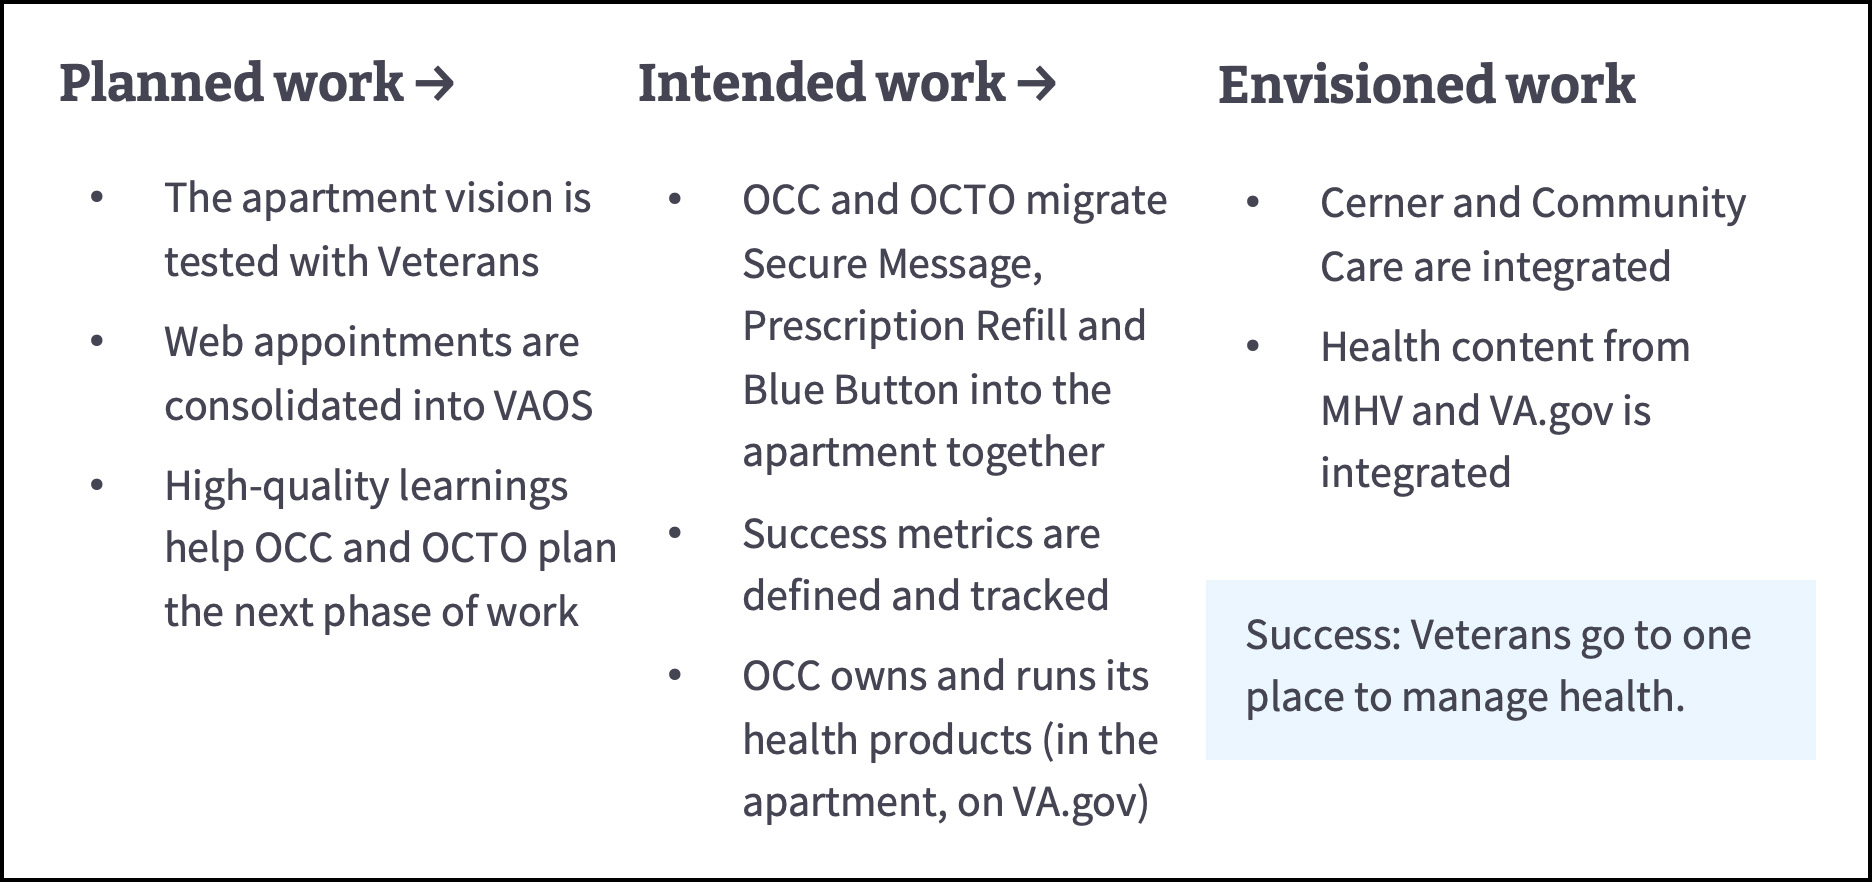 Planned work →
• The apartment vision is
tested with Veterans
• Web appointments are
consolidated into VAOS
• High-quality learnings
help OCC and OCTO plan
the next phase of work
Intended work →
• OCC and OCTO migrate
Secure Message,
Prescription Refill and
Blue Button into the
apartment together
• Success metrics are
defined and tracked
• OCC owns and runs its
health products (in the
apartment, on VA.gov)
Envisioned work
• Cerner and Community
Care are integrated
• Health content from
MHV and VA.gov is
integrated
Success: Veterans go to one
place to manage health.